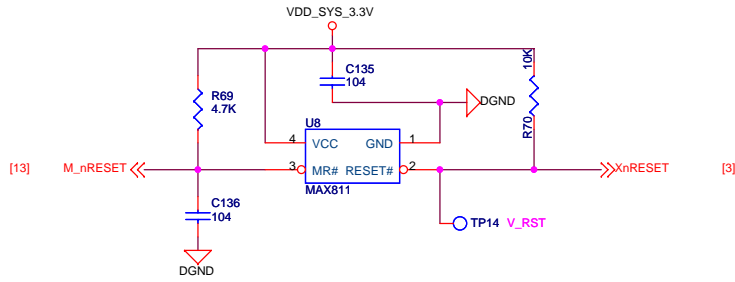 VDD_SYS_3.3V
C135
104
10K
R69
4.7K
DGND
R70
U8
4 VCC GND 1
[13] M_nRESET 3 MR# RESET# 2 XnRESET [3]
MAX811
C136
104
TP14 V_RST
DGND